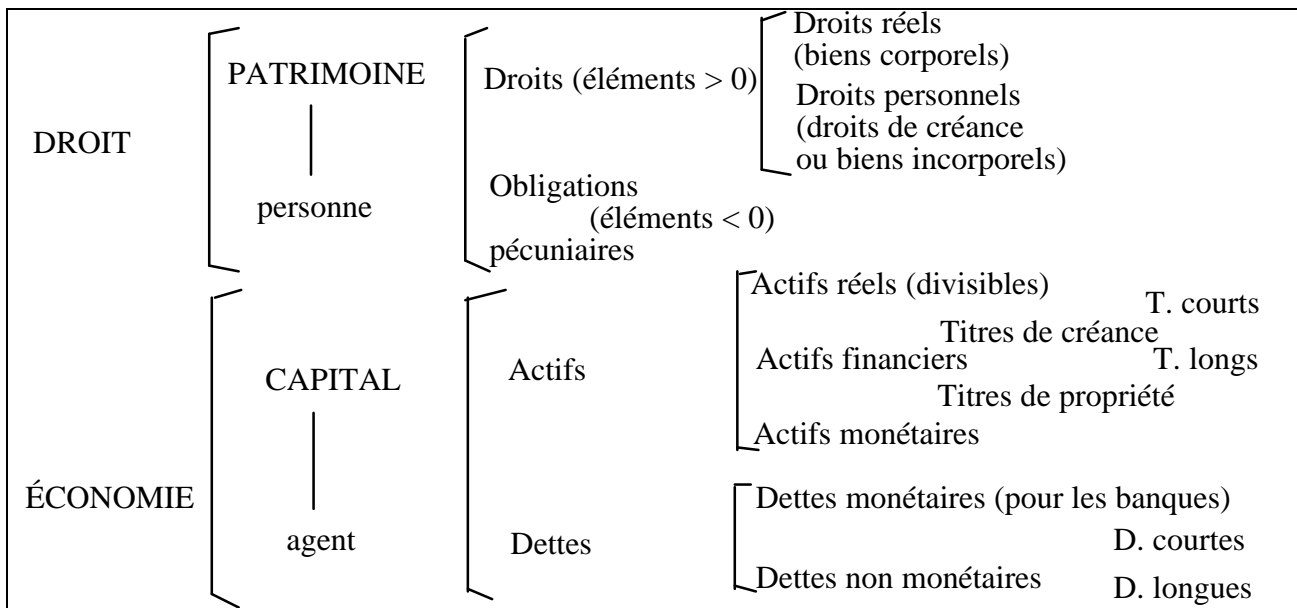 DROIT
PATRIMOINE
personne
Droits (éléments > 0)
Droits réels
(biens corporels)
Droits personnels
(droits de créance
ou biens incorporels)
Obligations
(éléments < 0)
pécuniaires
ÉCONOMIE
CAPITAL
agent
Actifs
Actifs réels (divisibles)
T. courts
Titres de créance
Actifs financiers
T. longs
Titres de propriété
Actifs monétaires
Dettes
Dettes monétaires (pour les banques)
D. courtes
Dettes non monétaires
D. longues